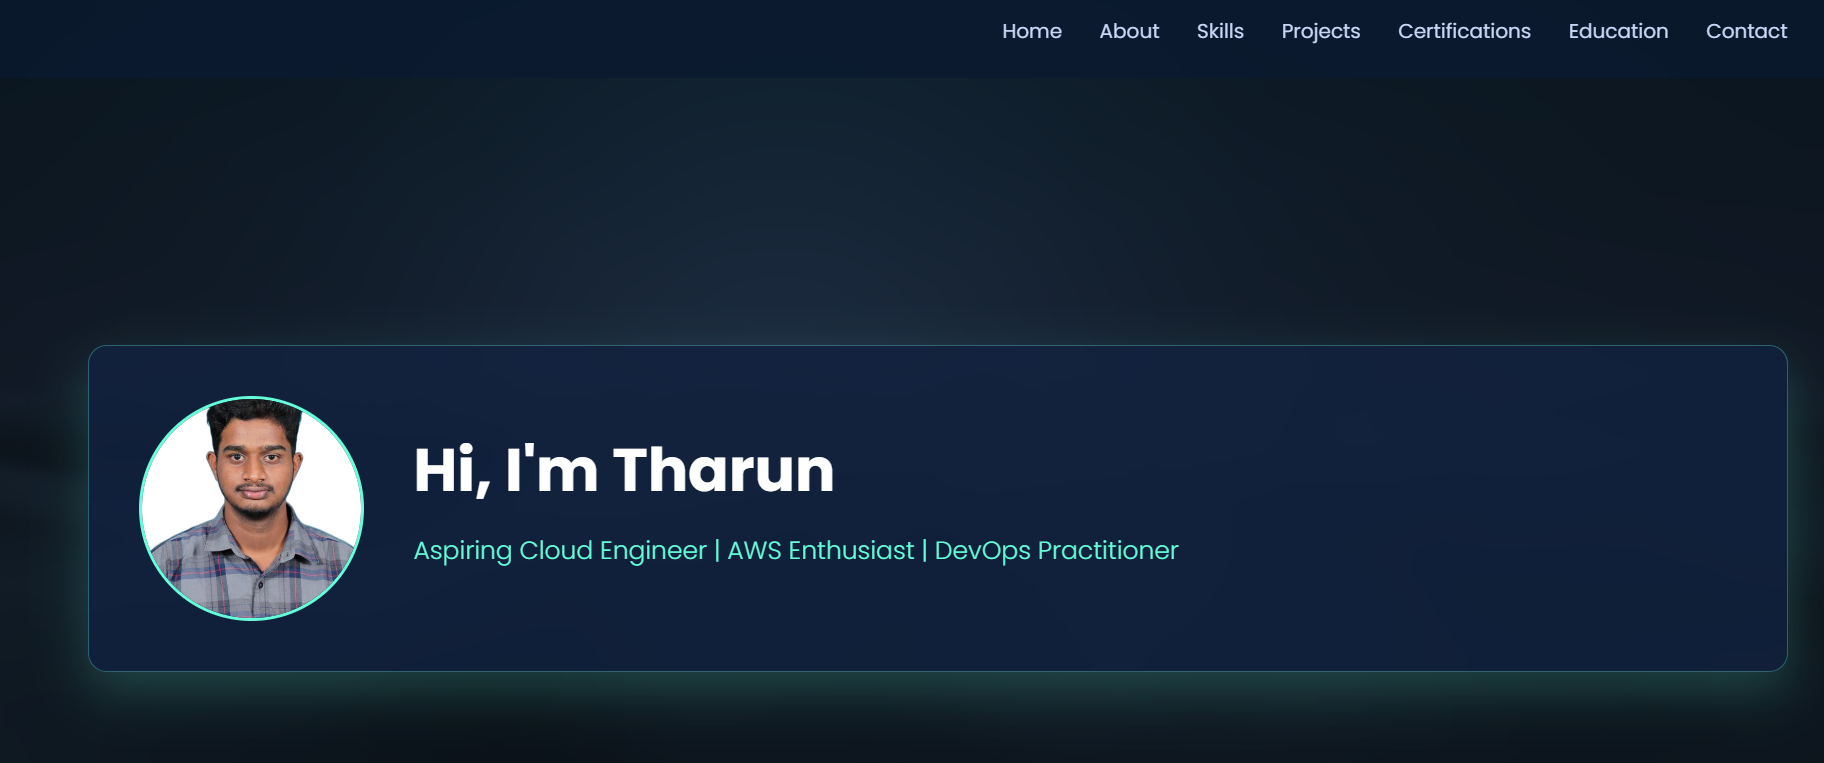 Home About Skills Projects Certifications Education Contact
Hi, I'm Tharun
Aspiring Cloud Engineer | AWS Enthusiast | DevOps Practitioner